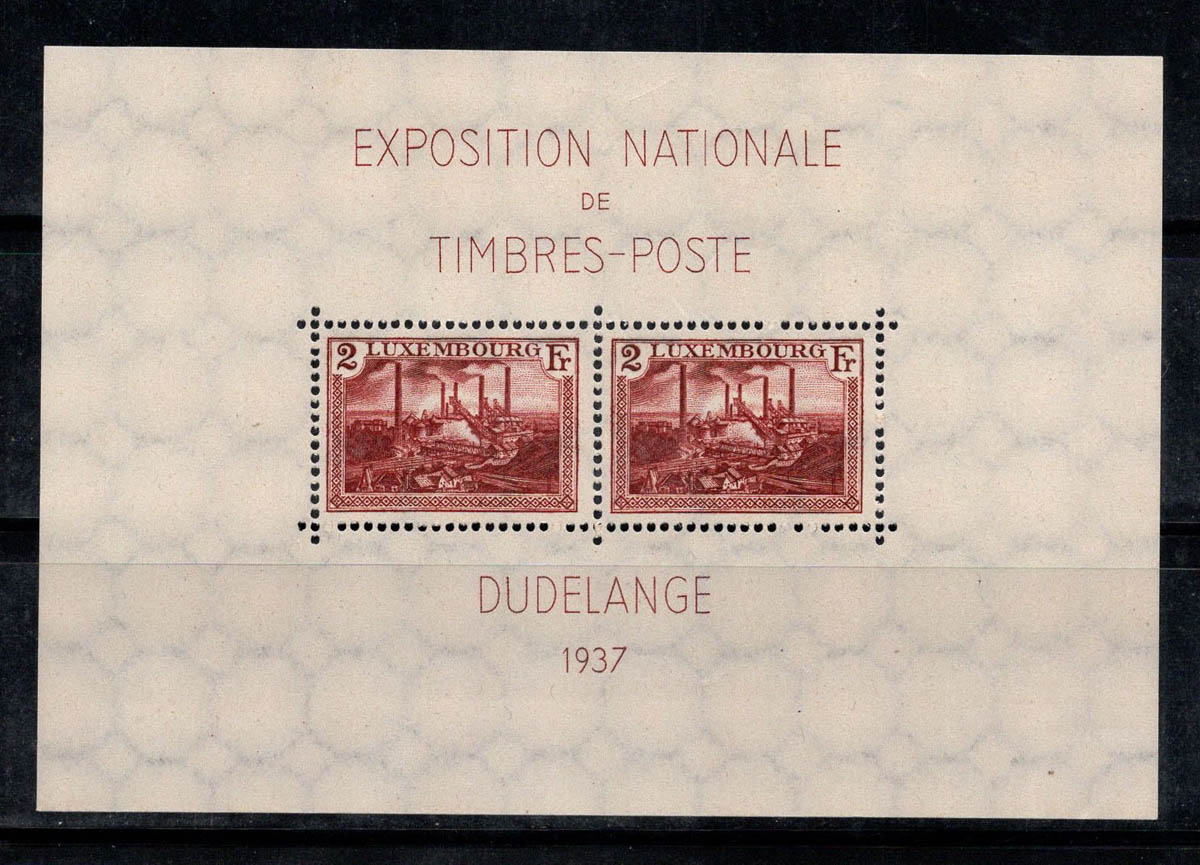 EXPOSITION NATIONALE
DE
TIMBRES-POSTE
2 LUXEMBOURG Fr
2 LUXEMBOURG Fr
DUDELANGE
1937